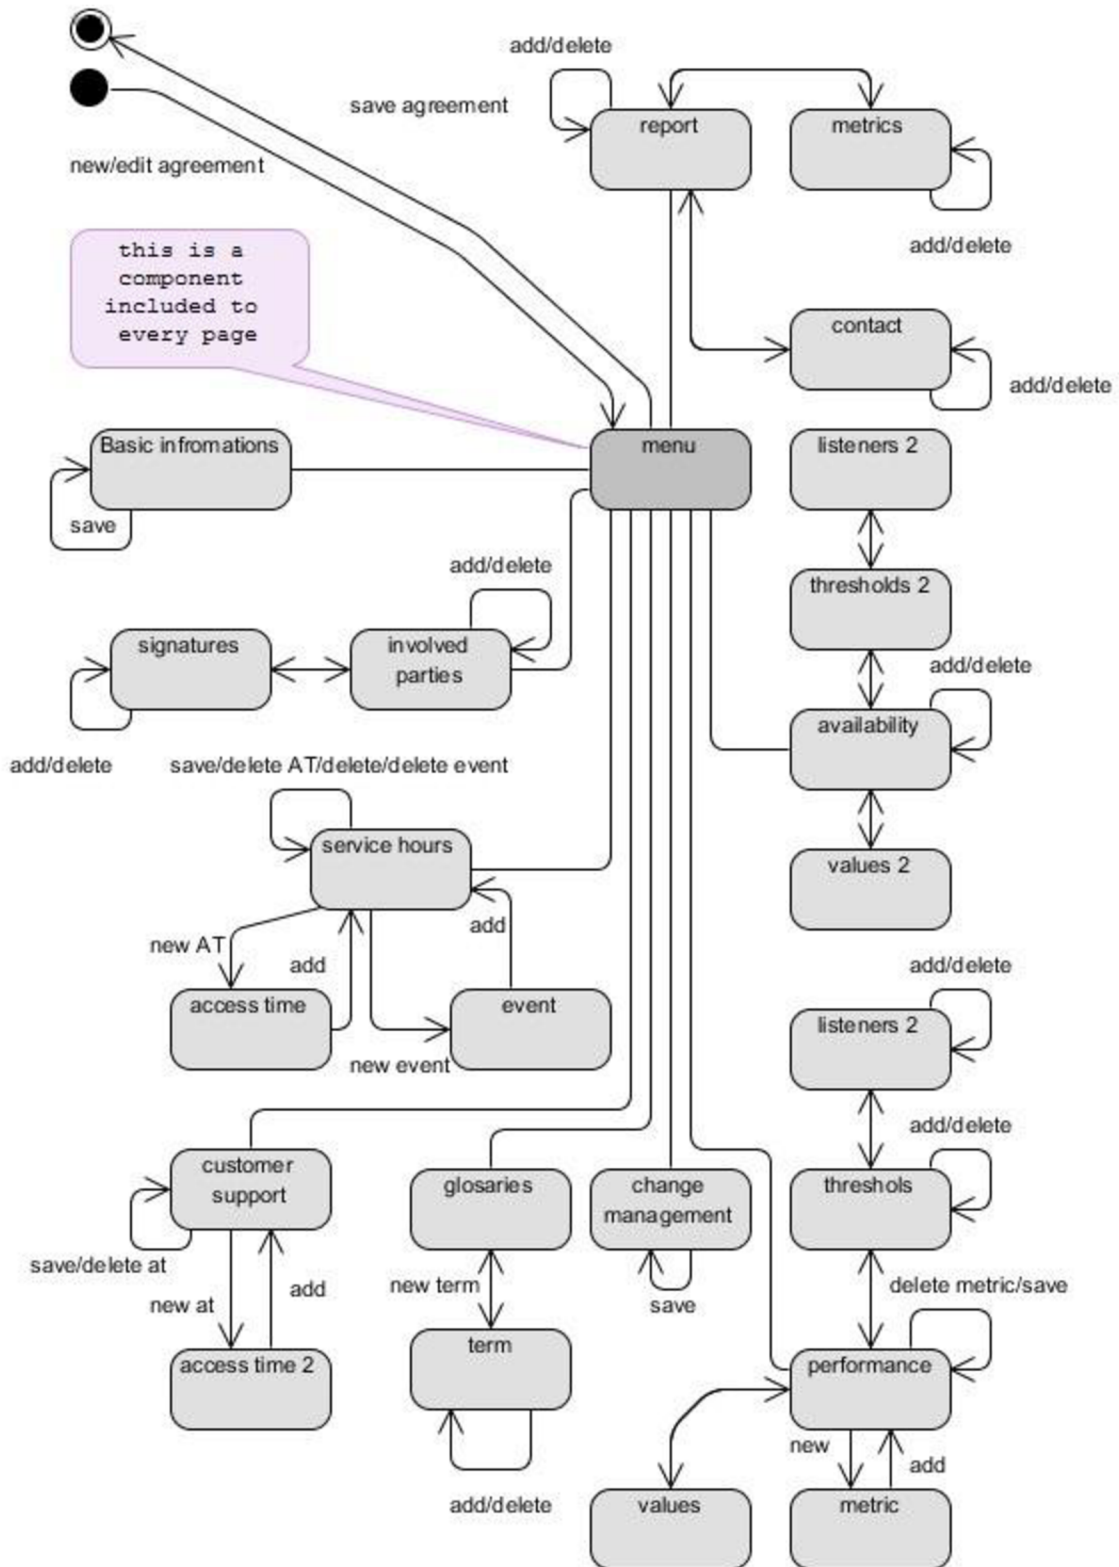 add/delete
save agreement
report
metrics
new/edit agreement
add/delete
this is a
component
included to
every page
contact
add/delete
Basic infromations
menu
listeners 2
save
add/delete
thresholds 2
signatures
involved
parties
add/delete
availability
add/delete
save/delete AT/delete/delete event
service hours
values 2
new AT
add
add
access time
event
new event
add/delete
listeners 2
add/delete
customer
support
glosaries
change
management
threshols
save/delete at
new at
add
new term
save
delete metric/save
access time 2
term
performance
new
add
add/delete
values
metric